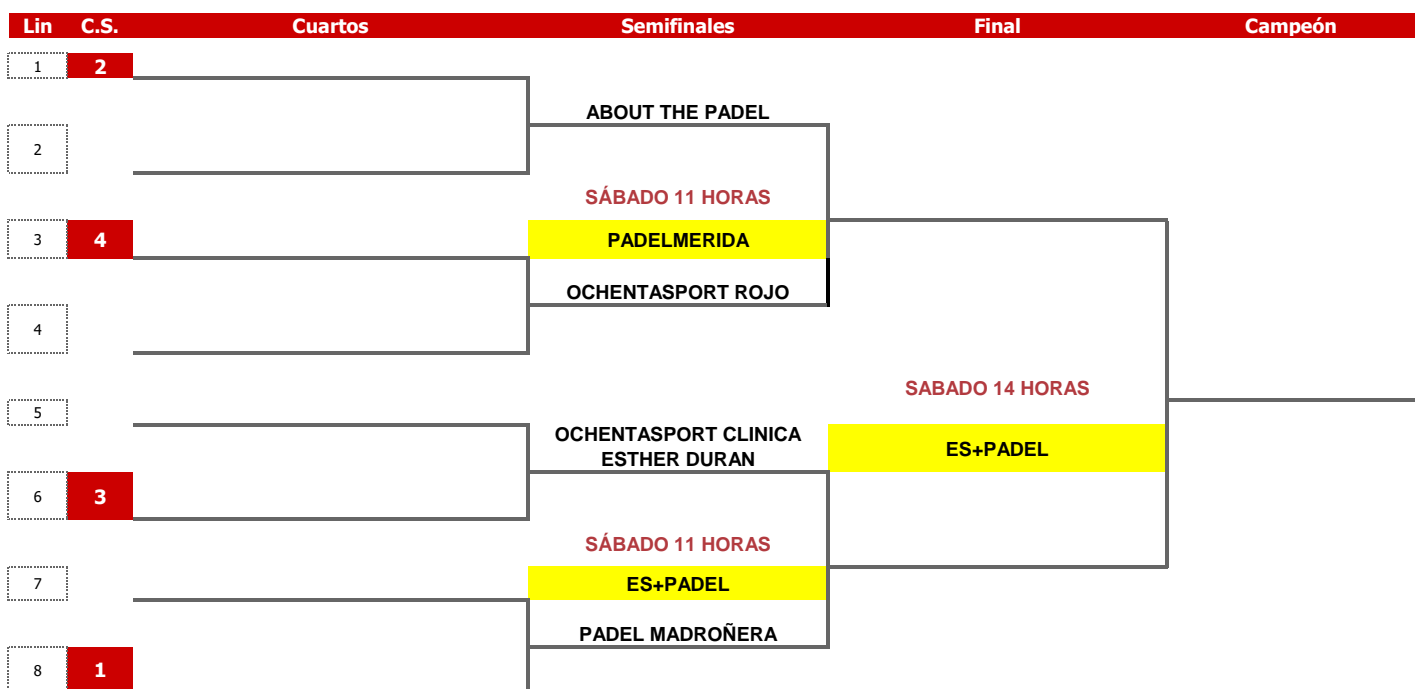 Lin C.S. Cuartos Semifinales Final Campeón
1 2
ABOUT THE PADEL
2
SÁBADO 11 HORAS
3 4 PADELMERIDA
OCHENTASPORT ROJO
4
SABADO 14 HORAS
5
OCHENTASPORT CLINICA
ESTHER DURAN
ES+PADEL
6 3
SÁBADO 11 HORAS
7 ES+PADEL
PADEL MADROÑERA
8 1